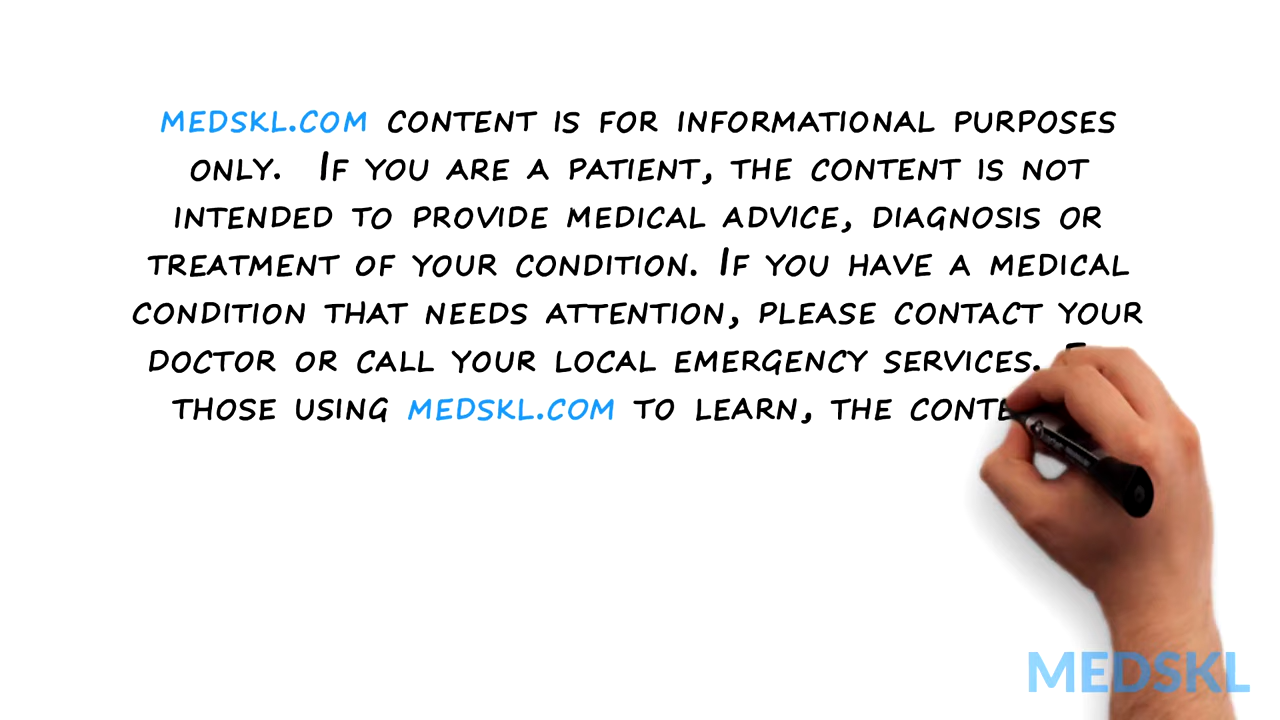 MEDSKL.COM CONTENT IS FOR INFORMATIONAL PURPOSES
ONLY. IF YOU ARE A PATIENT, THE CONTENT IS NOT
INTENDED TO PROVIDE MEDICAL ADVICE, DIAGNOSIS OR
TREATMENT OF YOUR CONDITION. IF YOU HAVE A MEDICAL
CONDITION THAT NEEDS ATTENTION, PLEASE CONTACT YOUR
DOCTOR OR CALL YOUR LOCAL EMERGENCY SERVICES.
THOSE USING MEDSKL.COM TO LEARN, THE
MEDSKL